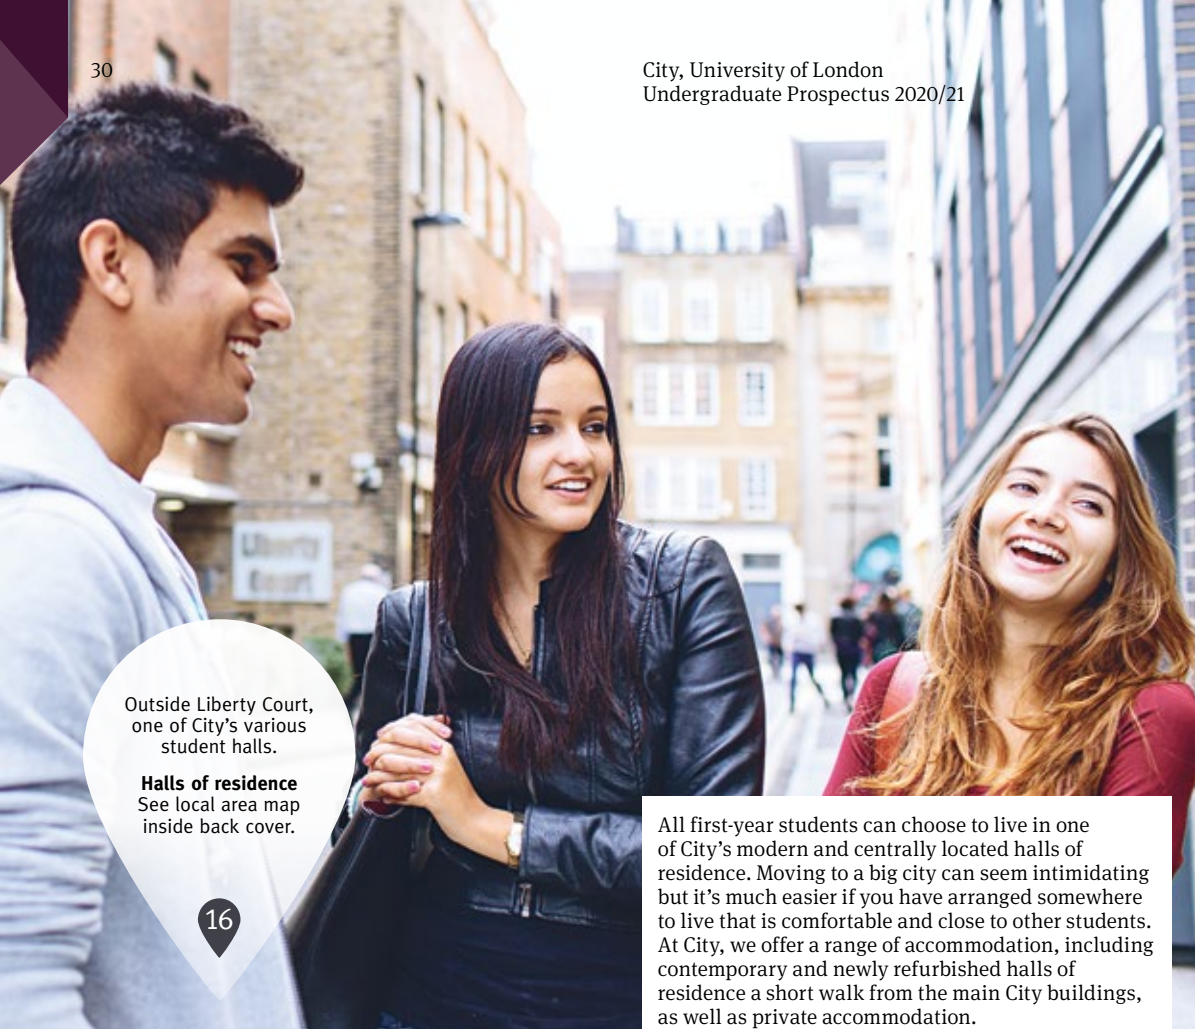 30
City, University of London
Undergraduate Prospectus 2020/21
Liberty
Court
Outside Liberty Court,
one of City’s various
student halls.
Halls of residence
See local area map
inside back cover.
16
All first-year students can choose to live in one
of City’s modern and centrally located halls of
residence. Moving to a big city can seem intimidating
but it’s much easier if you have arranged somewhere
to live that is comfortable and close to other students.
At City, we offer a range of accommodation, including
contemporary and newly refurbished halls of
residence a short walk from the main City buildings,
as well as private accommodation.